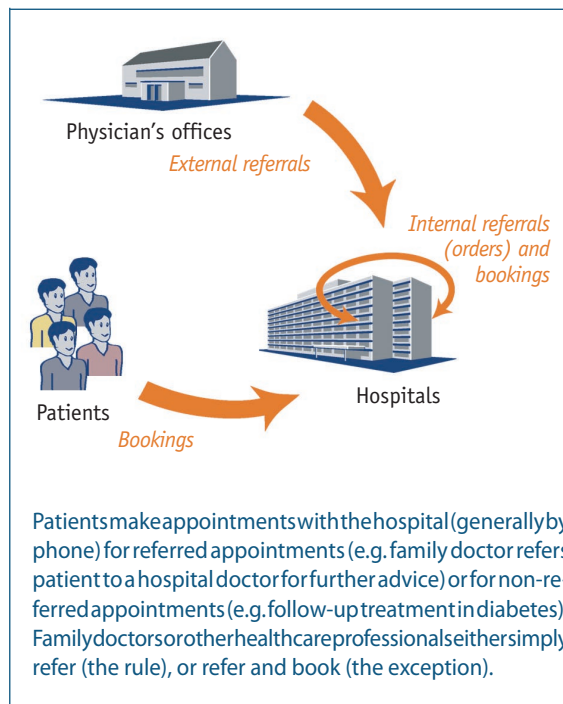 Physician's offices
External referrals
Internal referrals
(orders) and
bookings
Hospitals
Patients
Bookings
Patients make appointments with the hospital (generally by
phone) for referred appointments (e.g. family doctor refers
patient to a hospital doctor for further advice) or for non-re-
ferred appointments (e.g. follow-up treatment in diabetes)
Family doctors or other healthcare professionals either simply
refer (the rule), or refer and book (the exception).